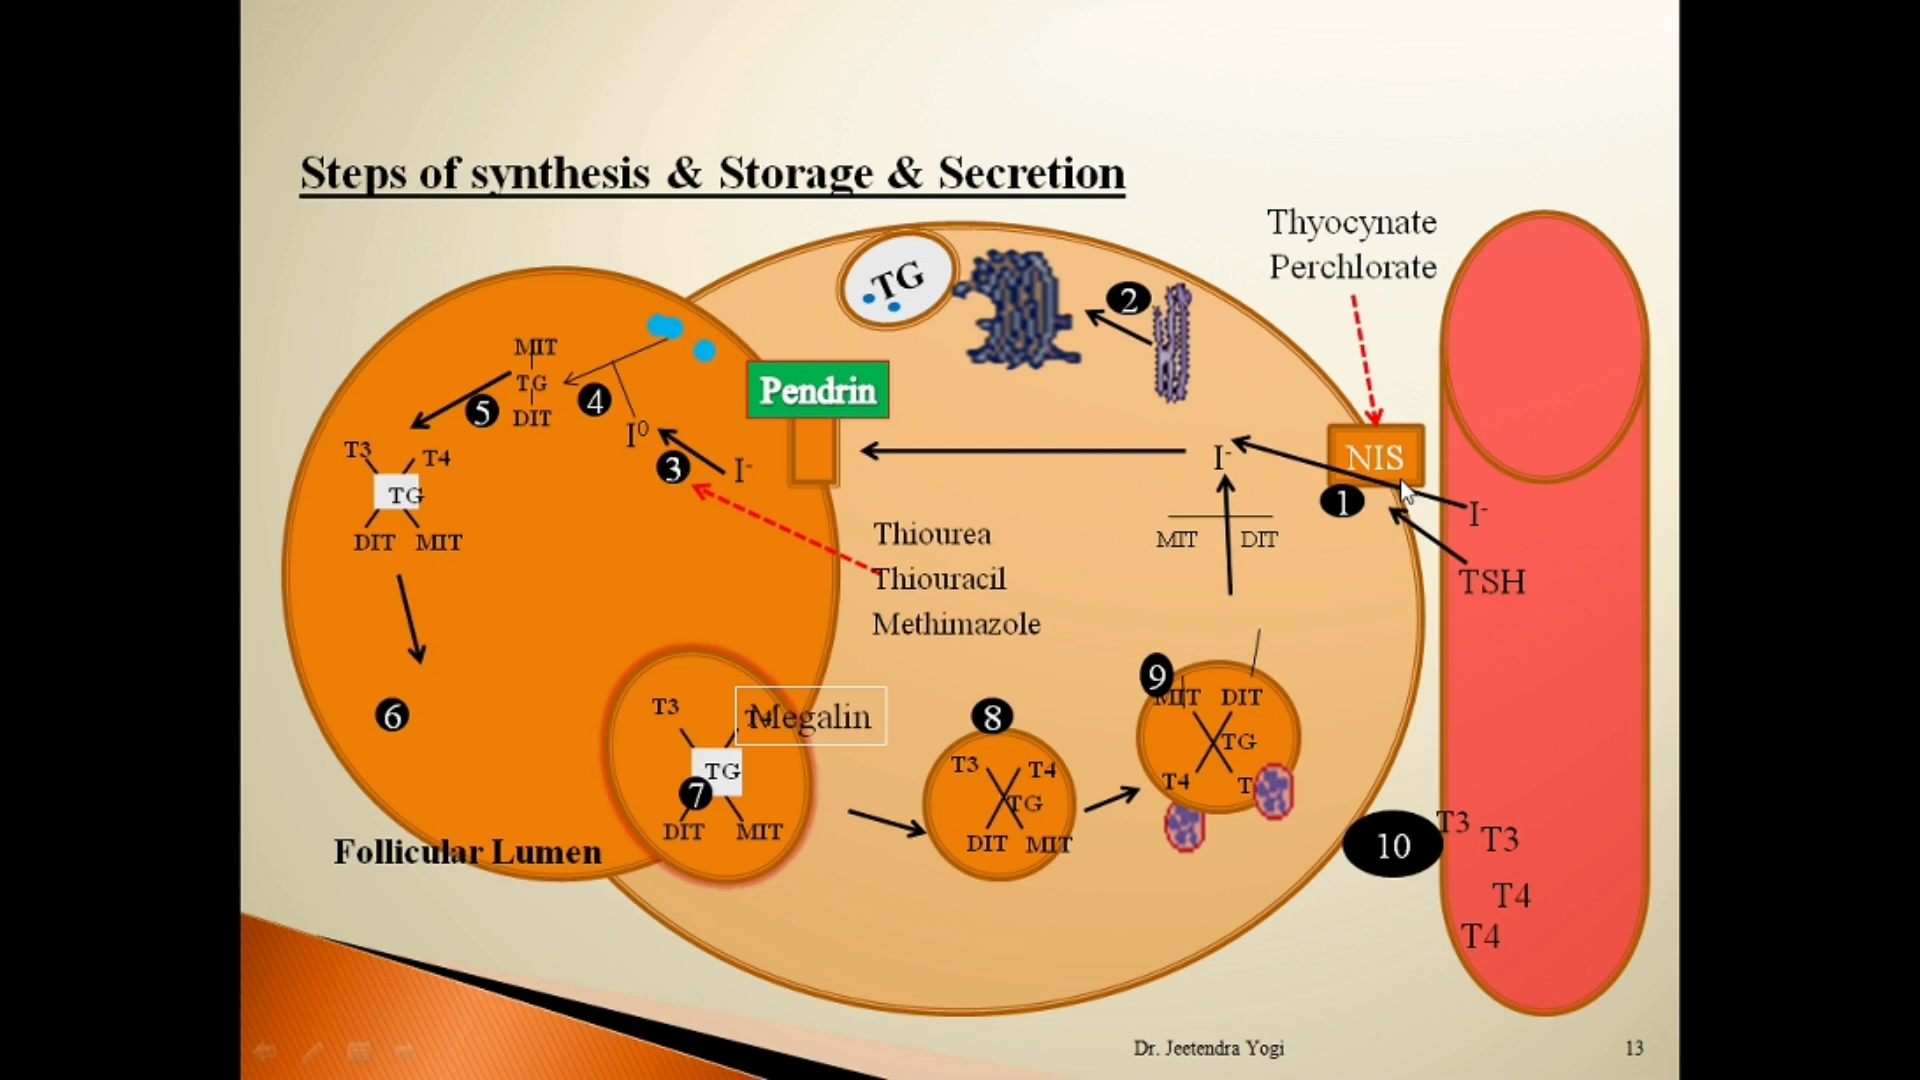 Steps of synthesis & Storage & Secretion
Thyocynate
Perchlorate
TG
2
MIT
TG
DIT
5
4
Pendrin
I0
3
I-
I-
NIS
1
I-
TSH
T3
T4
TG
DIT MIT
Thiourea
Thiouracil
Methimazole
MIT
DIT
6
T3
T4
Megalin
TG
7
DIT MIT
8
T3
T4
TG
DIT MIT
9
MIT DIT
TG
T4
T
Follicular Lumen
10
T3
T3
T4
T4
Dr. Jeetendra Yogi
13